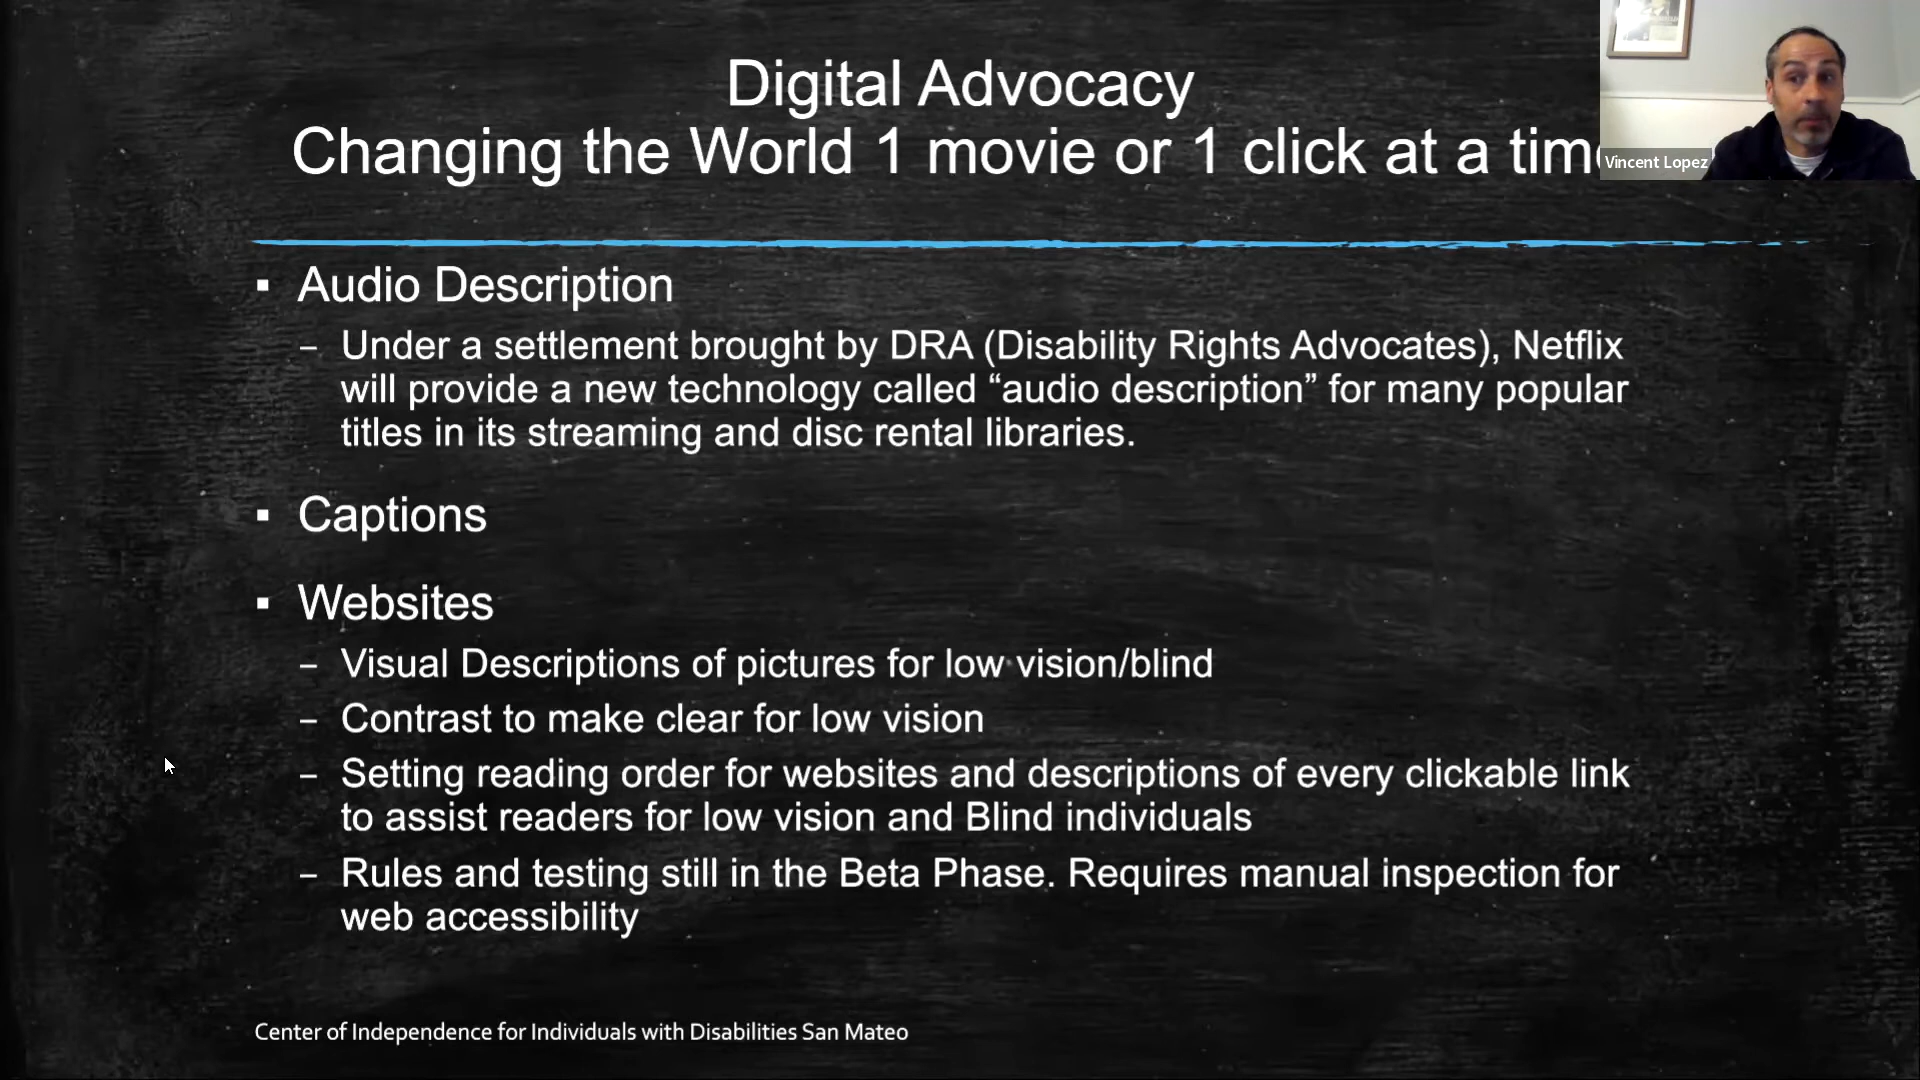 Digital Advocacy
Changing the World 1 movie or 1 click at a tim
Vincent Lopez
▪ Audio Description
– Under a settlement brought by DRA (Disability Rights Advocates), Netflix
will provide a new technology called “audio description” for many popular
titles in its streaming and disc rental libraries.
▪ Captions
▪ Websites
– Visual Descriptions of pictures for low vision/blind
– Contrast to make clear for low vision
– Setting reading order for websites and descriptions of every clickable link
to assist readers for low vision and Blind individuals
– Rules and testing still in the Beta Phase. Requires manual inspection for
web accessibility
Center of Independence for Individuals with Disabilities San Mateo